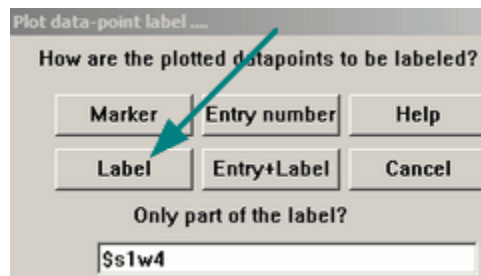 Plot data-point label ....
How are the plotted datapoints to be labeled?
Marker Entry number Help
Label Entry+Label Cancel
Only part of the label?
$s1w4